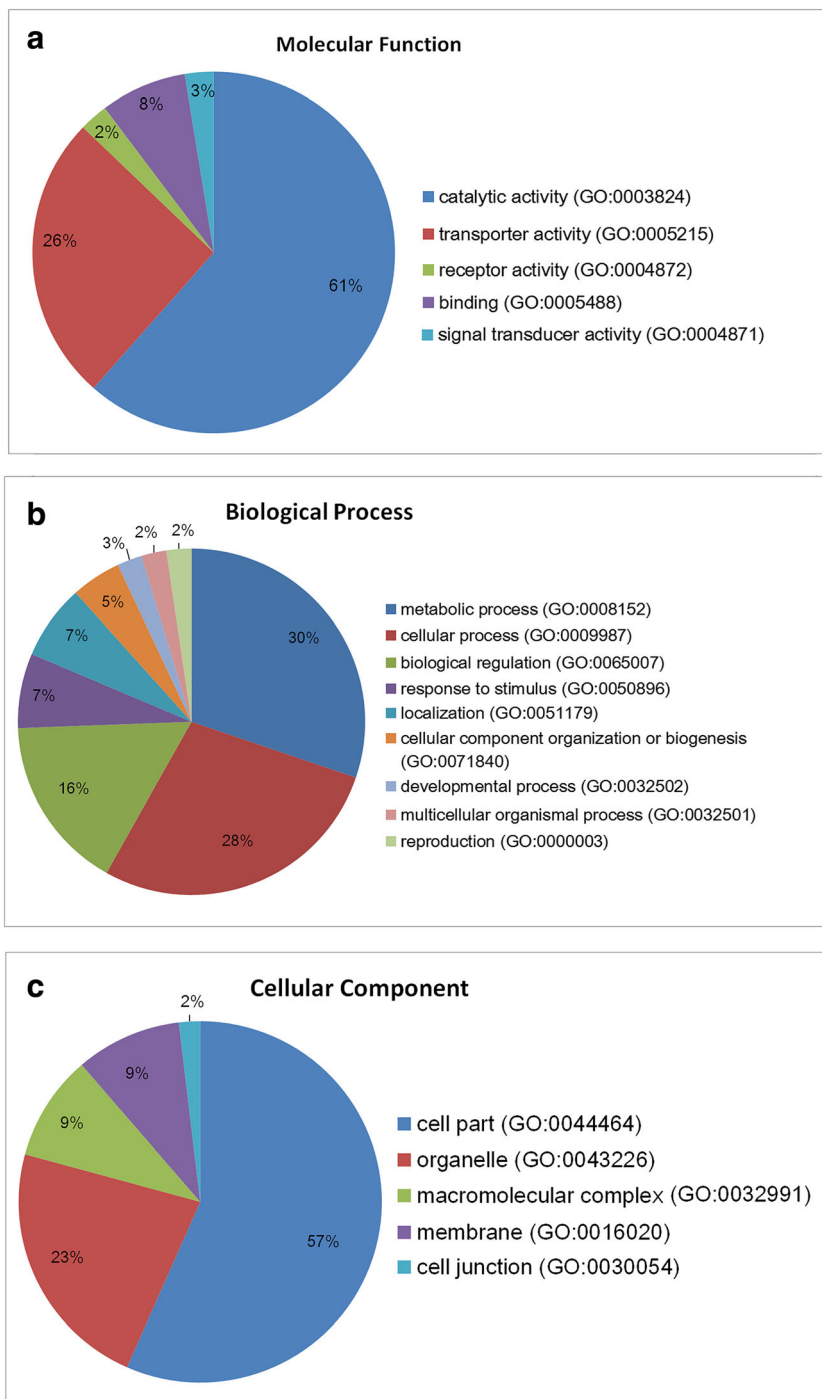 a
Molecular Function
3%
8%
2%
26%
61%
catalytic activity (GO:0003824)
transporter activity (GO:0005215)
receptor activity (GO:0004872)
binding (GO:0005488)
signal transducer activity (GO:0004871)
b
Biological Process
2%
2%
3%
5%
7%
7%
16%
28%
30%
metabolic process (GO:0008152)
cellular process (GO:0009987)
biological regulation (GO:0065007)
response to stimulus (GO:0050896)
localization (GO:0051179)
cellular component organization or biogenesis
(GO:0071840)
developmental process (GO:0032502)
multicellular organismal process (GO:0032501)
reproduction (GO:0000003)
c
Cellular Component
2%
9%
9%
23%
57%
cell part (GO:0044464)
organelle (GO:0043226)
macromolecular complex (GO:0032991)
membrane (GO:0016020)
cell junction (GO:0030054)